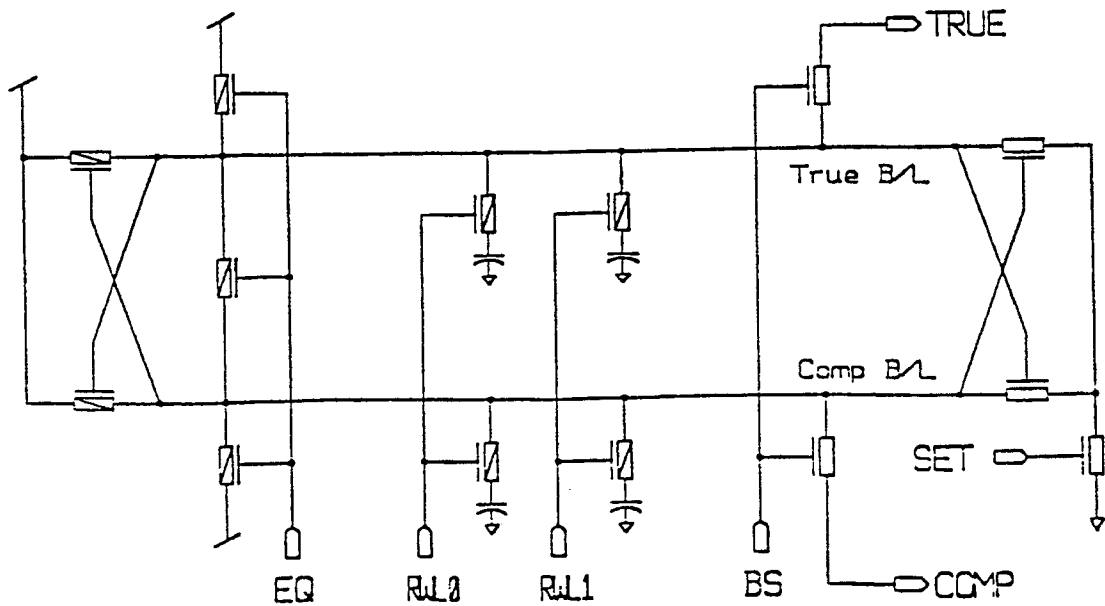 TRUE
True B/L
Comp B/L
SET
EQ
RWL0
RWL1
BS
COMP